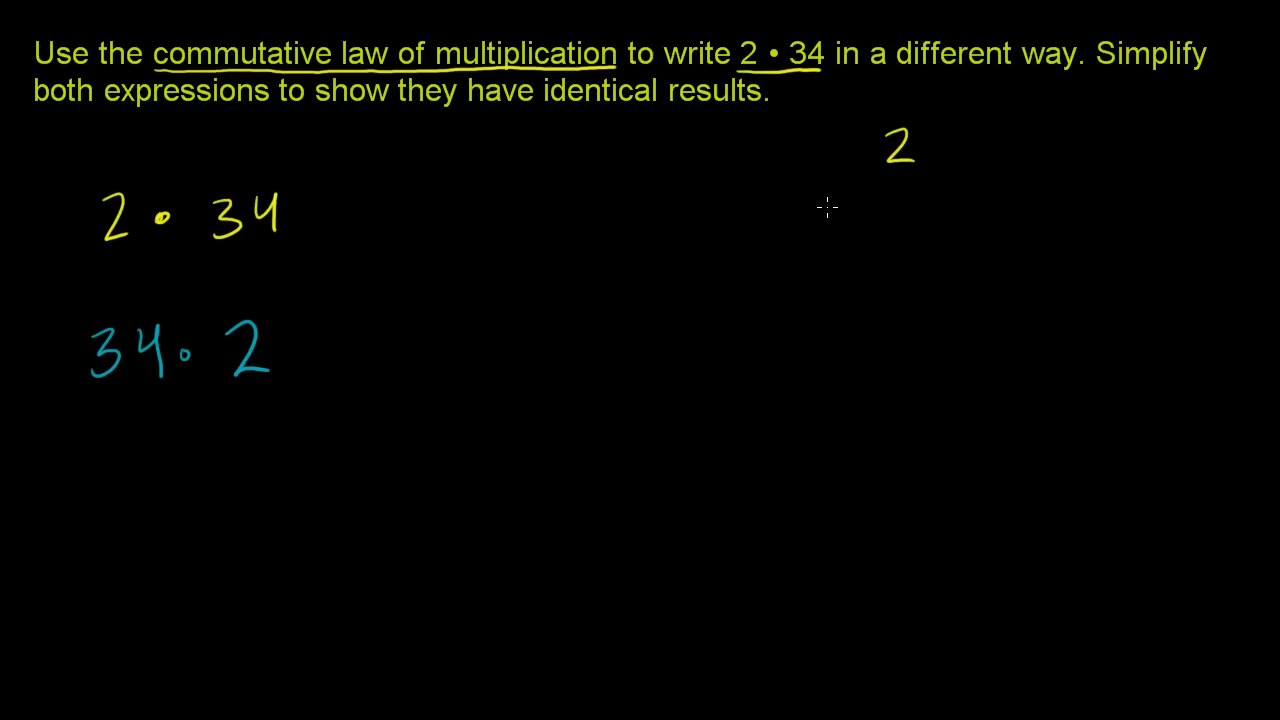 Use the commutative law of multiplication to write 2 • 34 in a different way. Simplify
both expressions to show they have identical results.
2
2 • 34
34 • 2